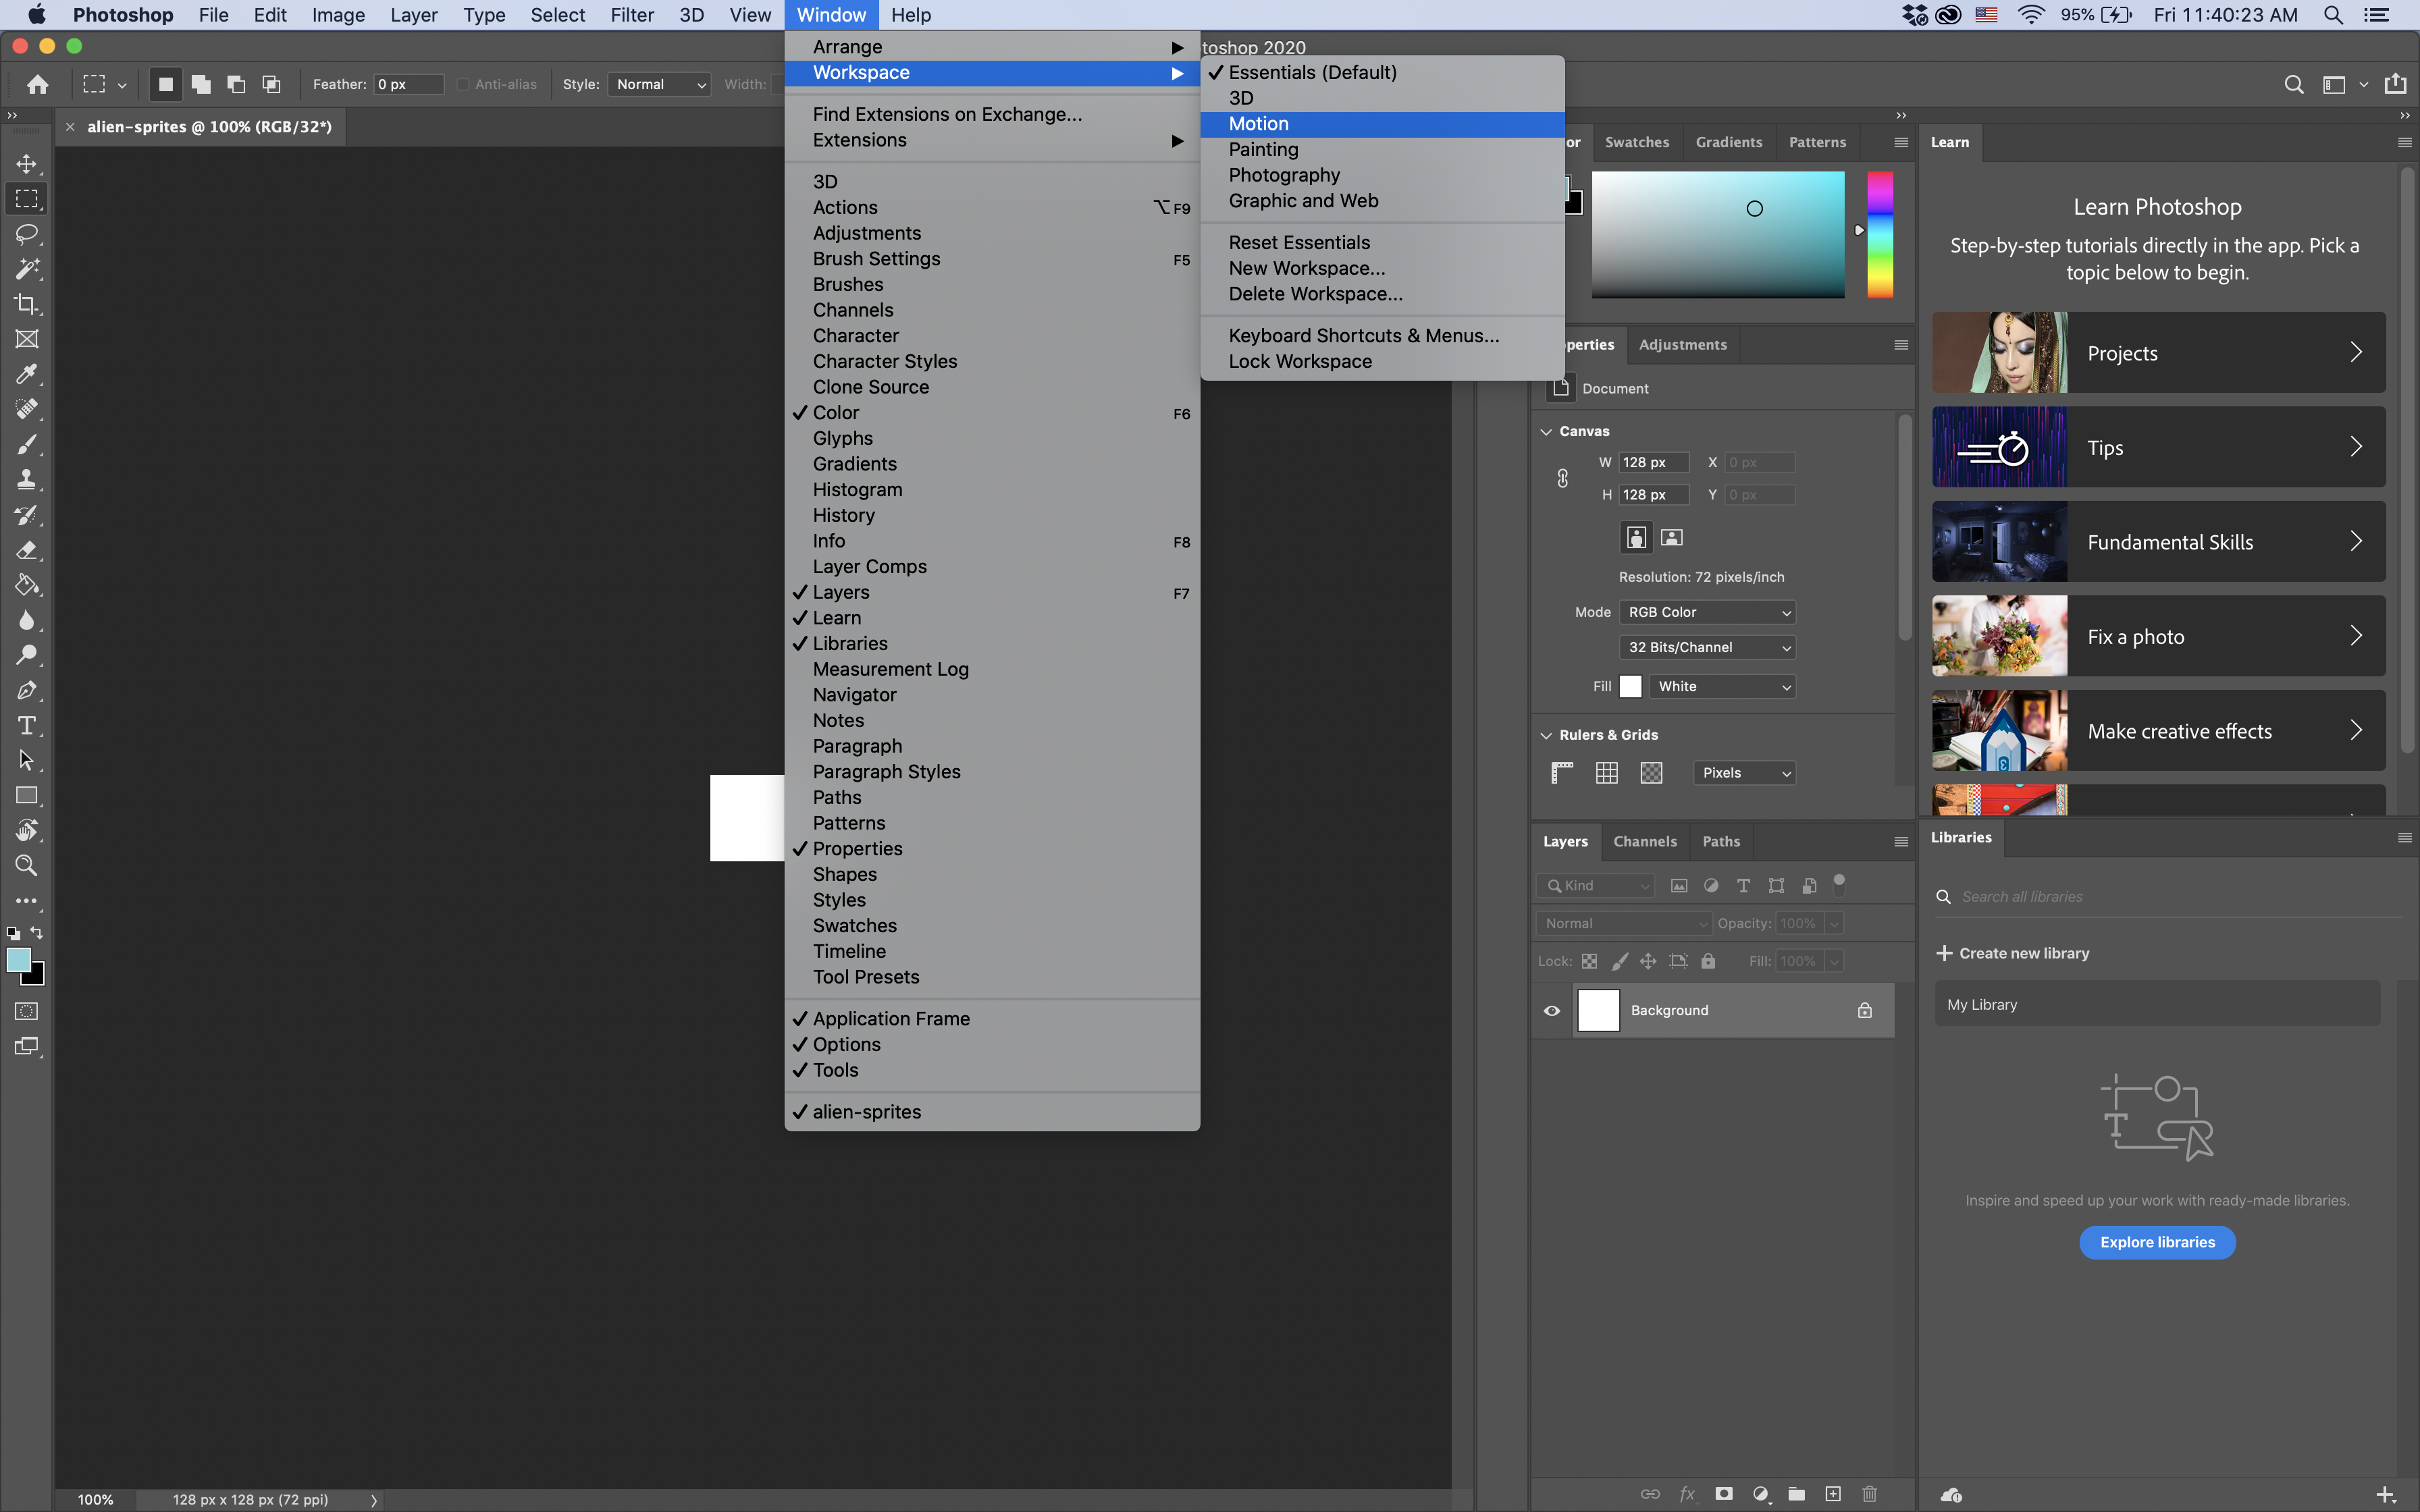 Photoshop File Edit Image Layer Type Select Filter 3D View Window Help 95% Fri 11:40:23 AM
toshop 2020
Feather: 0 px Anti-alias Style: Normal Width:
alien-sprites @ 100% (RGB/32*)
Arrange
Workspace
Find Extensions on Exchange...
Extensions
3D
Actions ⌥F9
Adjustments
Brush Settings F5
Brushes
Channels
Character
Character Styles
Clone Source
Color F6
Glyphs
Gradients
Histogram
History
Info F8
Layer Comps
Layers F7
Learn
Libraries
Measurement Log
Navigator
Notes
Paragraph
Paragraph Styles
Paths
Patterns
Properties
Shapes
Styles
Swatches
Timeline
Tool Presets
Application Frame
Options
Tools
alien-sprites
Essentials (Default)
3D
Motion
Painting
Photography
Graphic and Web
Reset Essentials
New Workspace...
Delete Workspace...
Keyboard Shortcuts & Menus...
Lock Workspace
or Swatches Gradients Patterns
perties Adjustments
Document
Canvas
W 128 px X 0 px
H 128 px Y 0 px
Resolution: 72 pixels/inch
Mode RGB Color
32 Bits/Channel
Fill White
Rulers & Grids
Pixels
Layers Channels Paths
Kind
Normal Opacity: 100%
Lock: Fill: 100%
Background
Learn
Learn Photoshop
Step-by-step tutorials directly in the app. Pick a
topic below to begin.
Projects
Tips
Fundamental Skills
Fix a photo
Make creative effects
Libraries
Search all libraries
Create new library
My Library
Inspire and speed up your work with ready-made libraries.
Explore libraries
100% 128 px x 128 px (72 ppi)